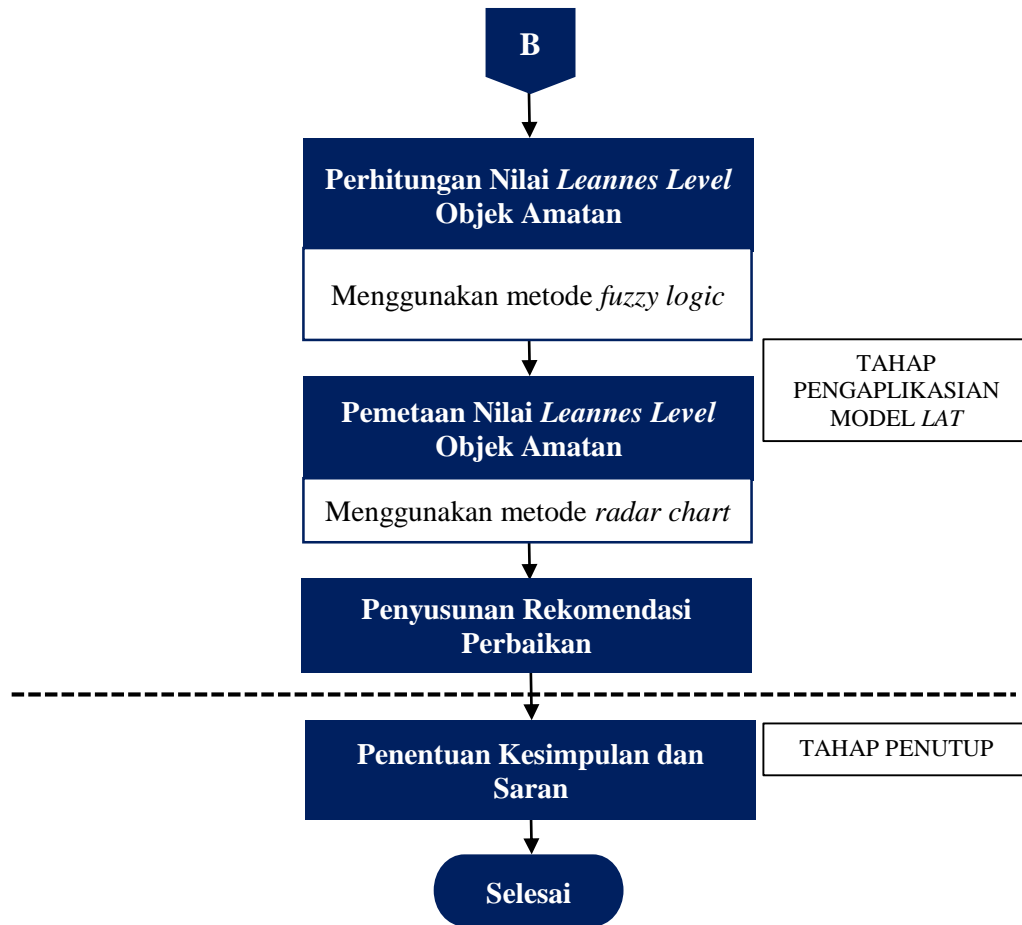 B
Perhitungan Nilai Leannes Level
Objek Amatan
Menggunakan metode fuzzy logic
TAHAP
PENGAPLIKASIAN
MODEL LAT
Pemetaan Nilai Leannes Level
Objek Amatan
Menggunakan metode radar chart
Penyusunan Rekomendasi
Perbaikan
Penentuan Kesimpulan dan
Saran
TAHAP PENUTUP
Selesai